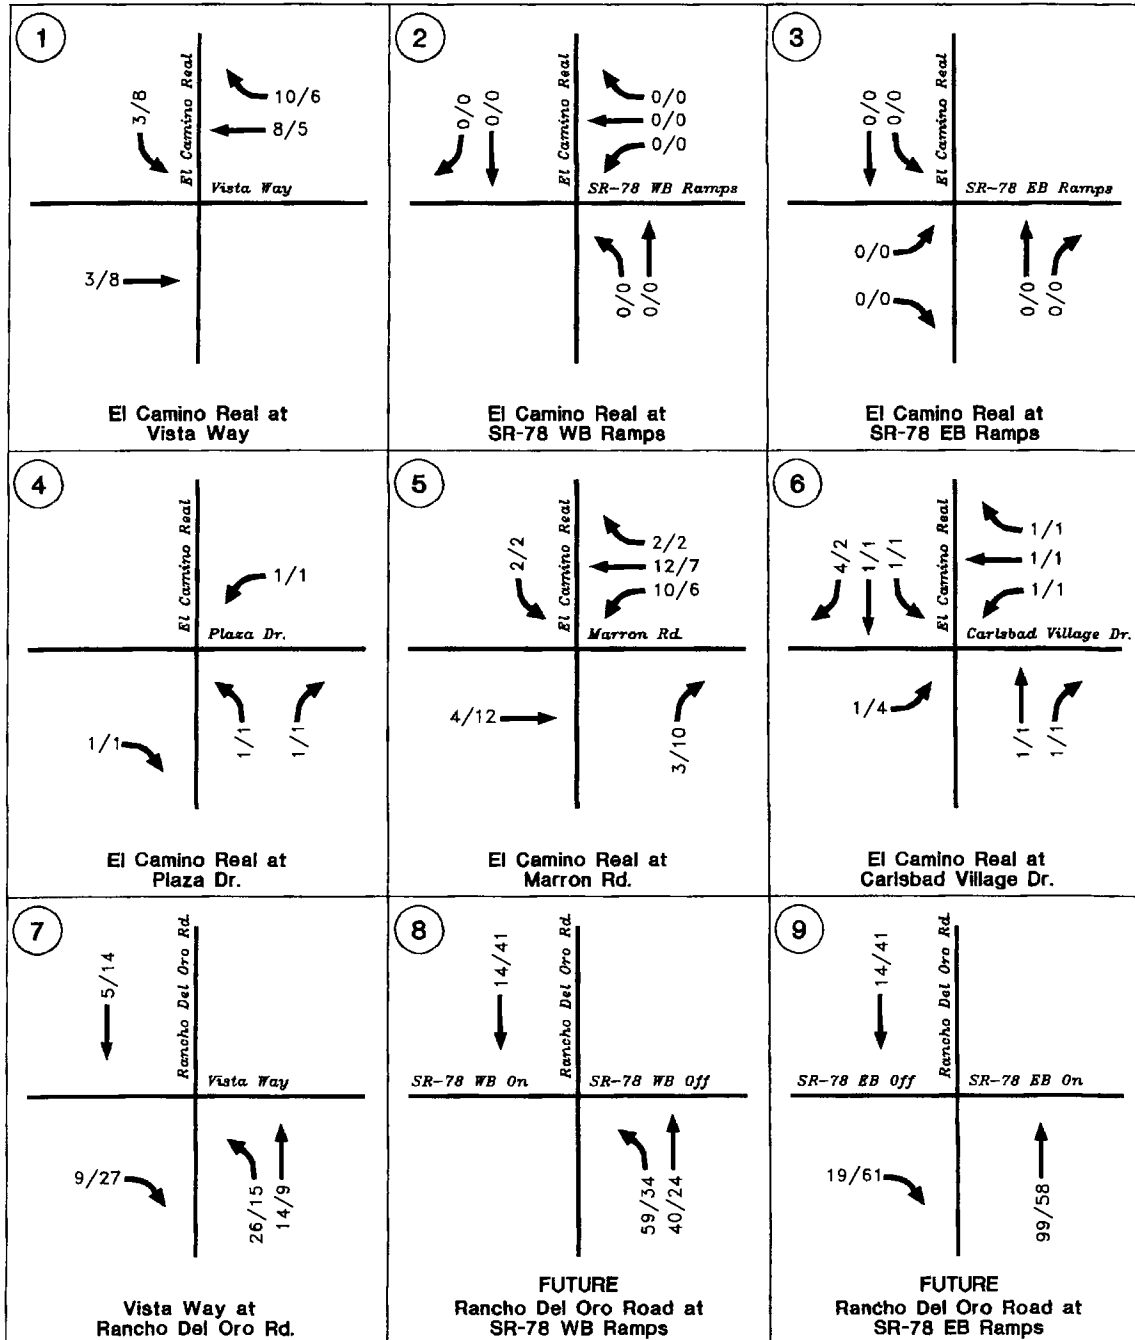 1
El Camino Real
3/8
10/6
8/5
Vista Way
3/8
El Camino Real at
Vista Way
2
El Camino Real
0/0
0/0
0/0
0/0
0/0
SR-78 WB Ramps
0/0
0/0
El Camino Real at
SR-78 WB Ramps
3
El Camino Real
0/0
0/0
SR-78 EB Ramps
0/0
0/0
0/0
0/0
El Camino Real at
SR-78 EB Ramps
4
El Camino Real
1/1
Plaza Dr.
1/1
1/1
1/1
El Camino Real at
Plaza Dr.
5
El Camino Real
2/2
2/2
12/7
10/6
Marron Rd.
4/12
3/10
El Camino Real at
Marron Rd.
6
El Camino Real
4/2
1/1
1/1
1/1
1/1
1/1
Carlsbad Village Dr.
1/4
1/1
1/1
El Camino Real at
Carlsbad Village Dr.
7
Rancho Del Oro Rd.
5/14
Vista Way
9/27
26/15
14/9
Vista Way at
Rancho Del Oro Rd.
8
Rancho Del Oro Rd.
14/41
SR-78 WB On
SR-78 WB Off
59/34
40/24
FUTURE
Rancho Del Oro Road at
SR-78 WB Ramps
9
Rancho Del Oro Rd.
14/41
SR-78 EB Off
SR-78 EB On
19/61
99/58
FUTURE
Rancho Del Oro Road at
SR-78 EB Ramps